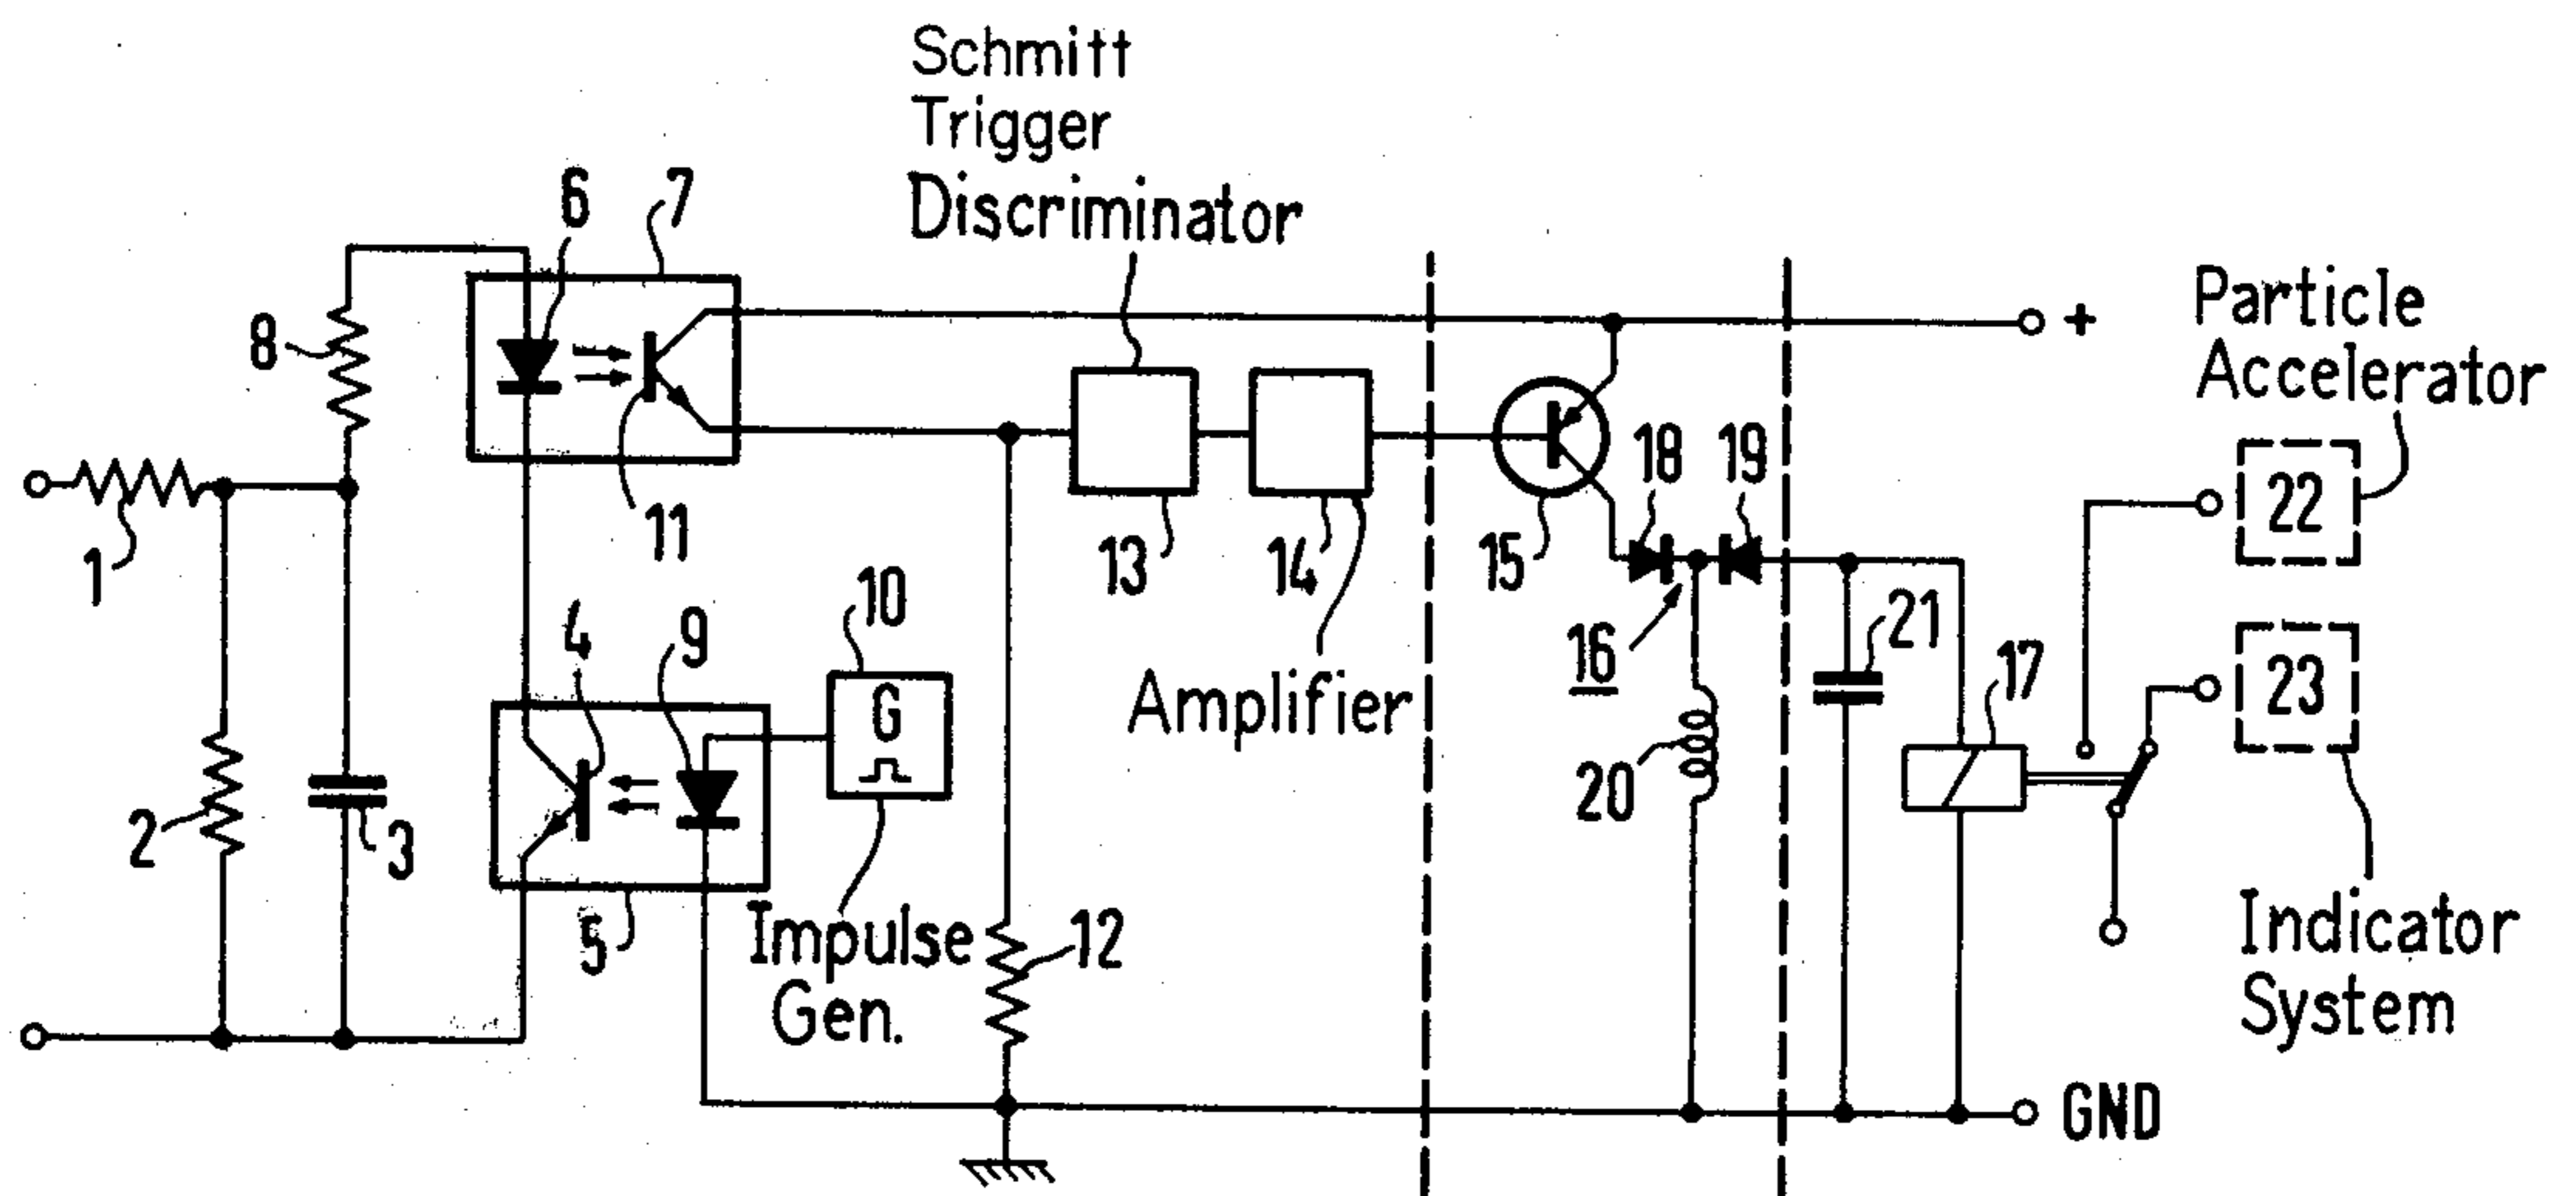 Schmitt
Trigger
Discriminator
6
7
8
11
1
2
3
4
9
10
G
5
Impulse
Gen.
12
13
14
Amplifier
15
18
19
16
20
21
17
+
Particle
Accelerator
22
23
Indicator
System
GND